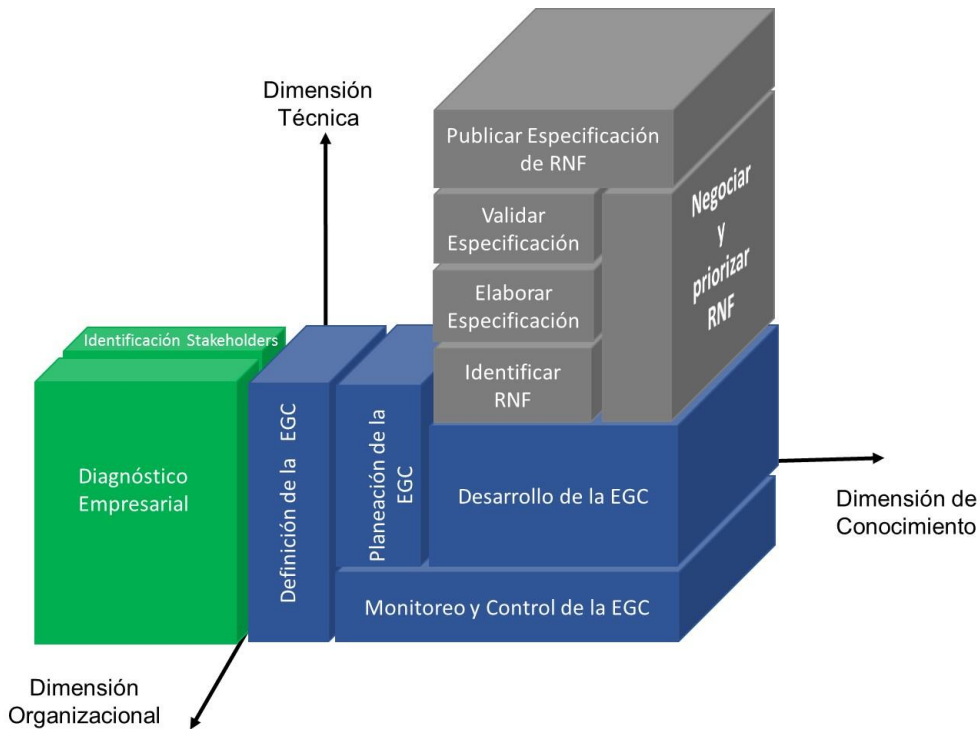 Dimensión
Técnica
Publicar Especificación
de RNF
Validar
Especificación
Negociar
y
priorizar
RNF
Elaborar
Especificación
Identificar
RNF
Identificación Stakeholders
Diagnóstico
Empresarial
Definición de la EGC
Planeación de la
EGC
Desarrollo de la EGC
Monitoreo y Control de la EGC
Dimensión de
Conocimiento
Dimensión
Organizacional